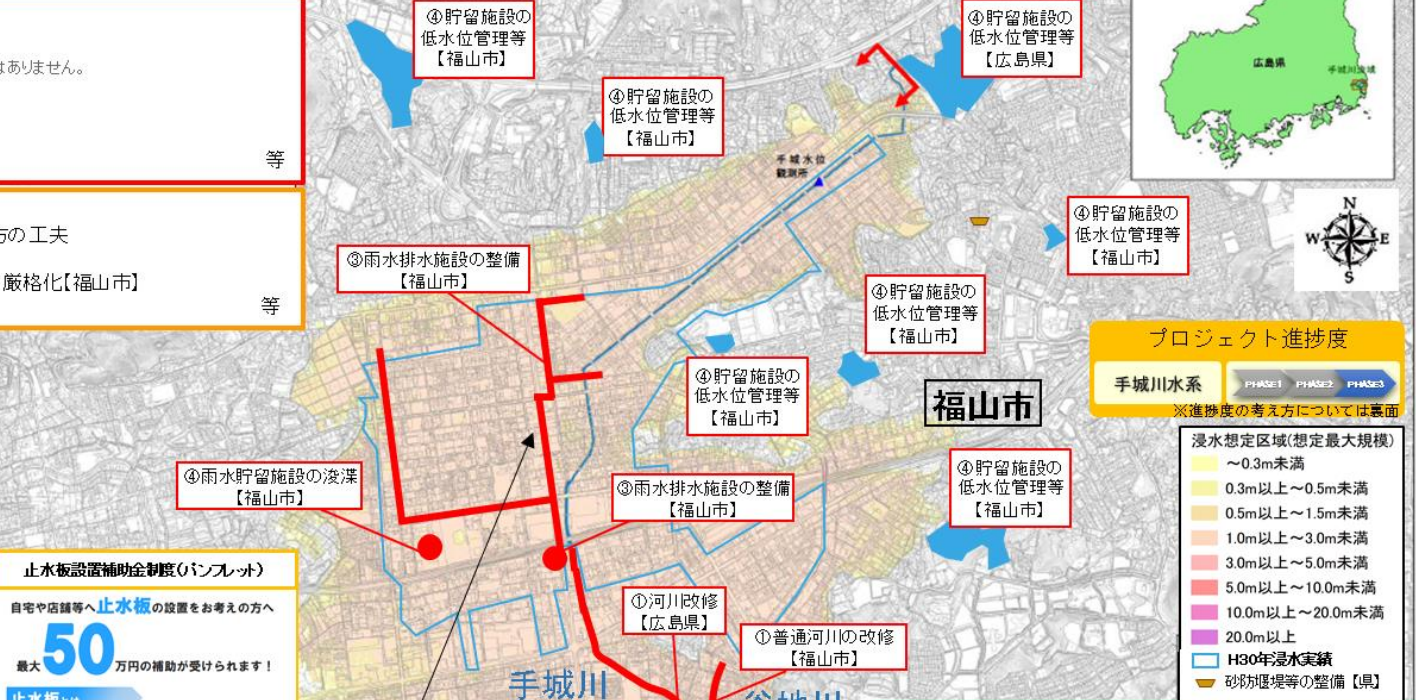 はありません。
等
方の工夫
厳格化【福山市】
等
④貯留施設の
低水位管理等
【福山市】
④貯留施設の
低水位管理等
【福山市】
④貯留施設の
低水位管理等
【広島県】
広島県
手城川流域
手城水位
観測所
④貯留施設の
低水位管理等
【福山市】
N
W E
S
③雨水排水施設の整備
【福山市】
④貯留施設の
低水位管理等
【福山市】
④貯留施設の
低水位管理等
【福山市】
福山市
プロジェクト進捗度
手城川水系
PHASE1 PHASE2 PHASE3
※進捗度の考え方については裏面
④雨水貯留施設の浚渫
【福山市】
③雨水排水施設の整備
【福山市】
④貯留施設の
低水位管理等
【福山市】
浸水想定区域(想定最大規模)
～0.3m未満
0.3m以上～0.5m未満
0.5m以上～1.5m未満
1.0m以上～3.0m未満
3.0m以上～5.0m未満
5.0m以上～10.0m未満
10.0m以上～20.0m未満
20.0m以上
H30年浸水実績
砂防堰堤等の整備【県】
止水板設置補助金制度(パンフレット)
自宅や店舗等へ止水板の設置をお考えの方へ
最大50万円の補助が受けられます！
止水板とは
①河川改修
【広島県】
①普通河川の改修
【福山市】
手城川